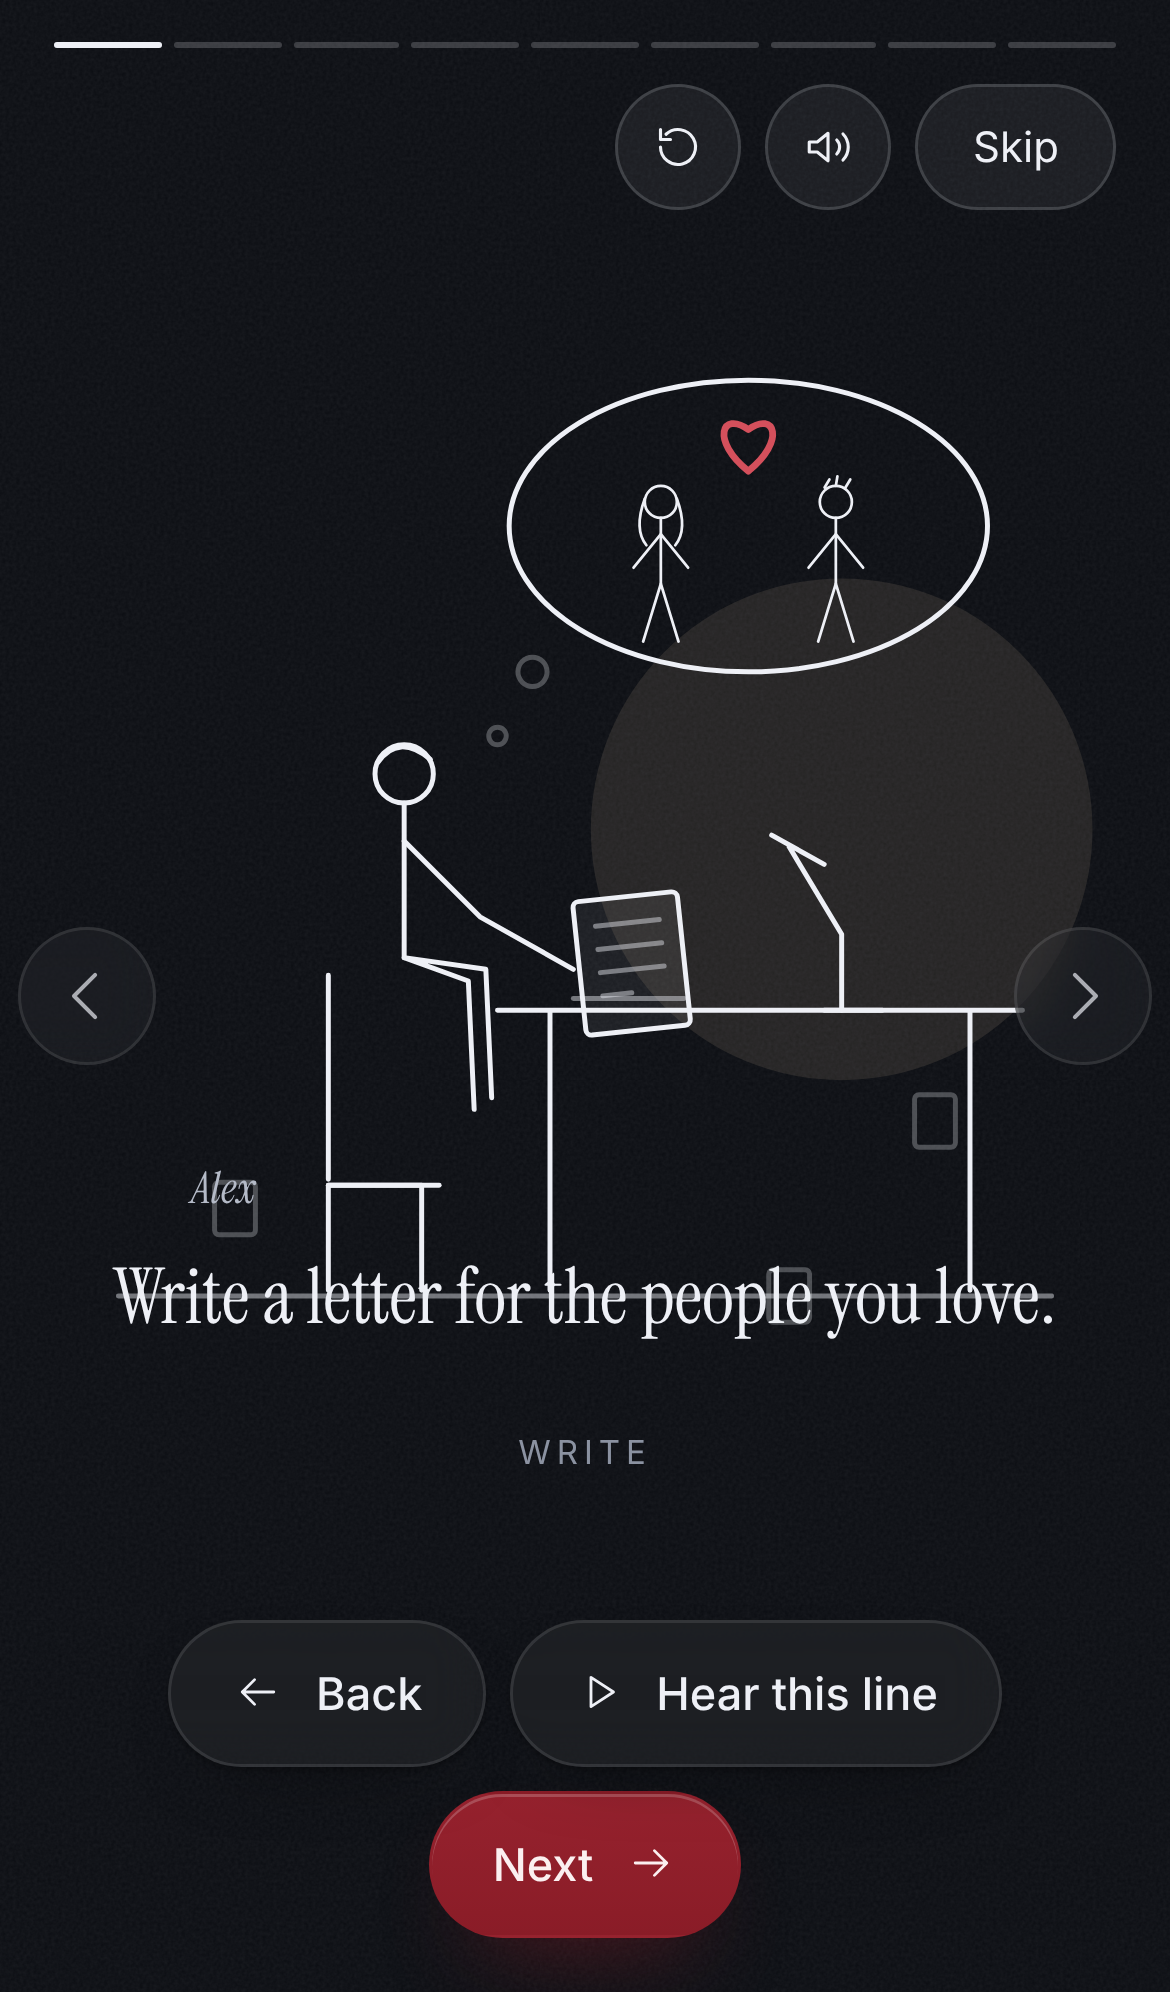 Skip
Alex
Write a letter for the people you love.
WRITE
Back
Hear this line
Next